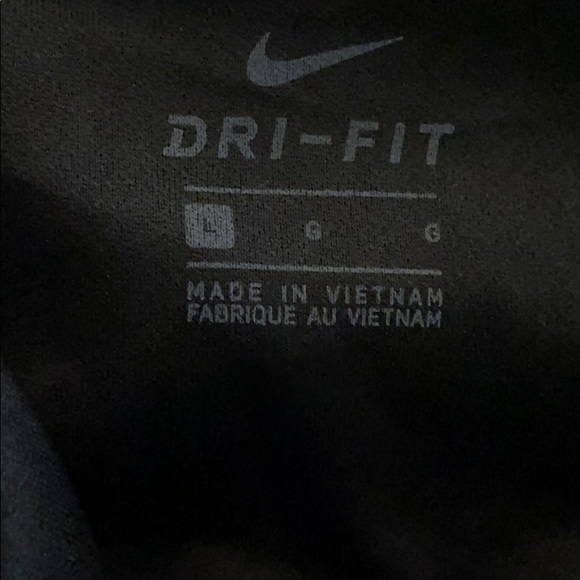 DRI-FIT
L G G
MADE IN VIETNAM
FABRIQUE AU VIETNAM